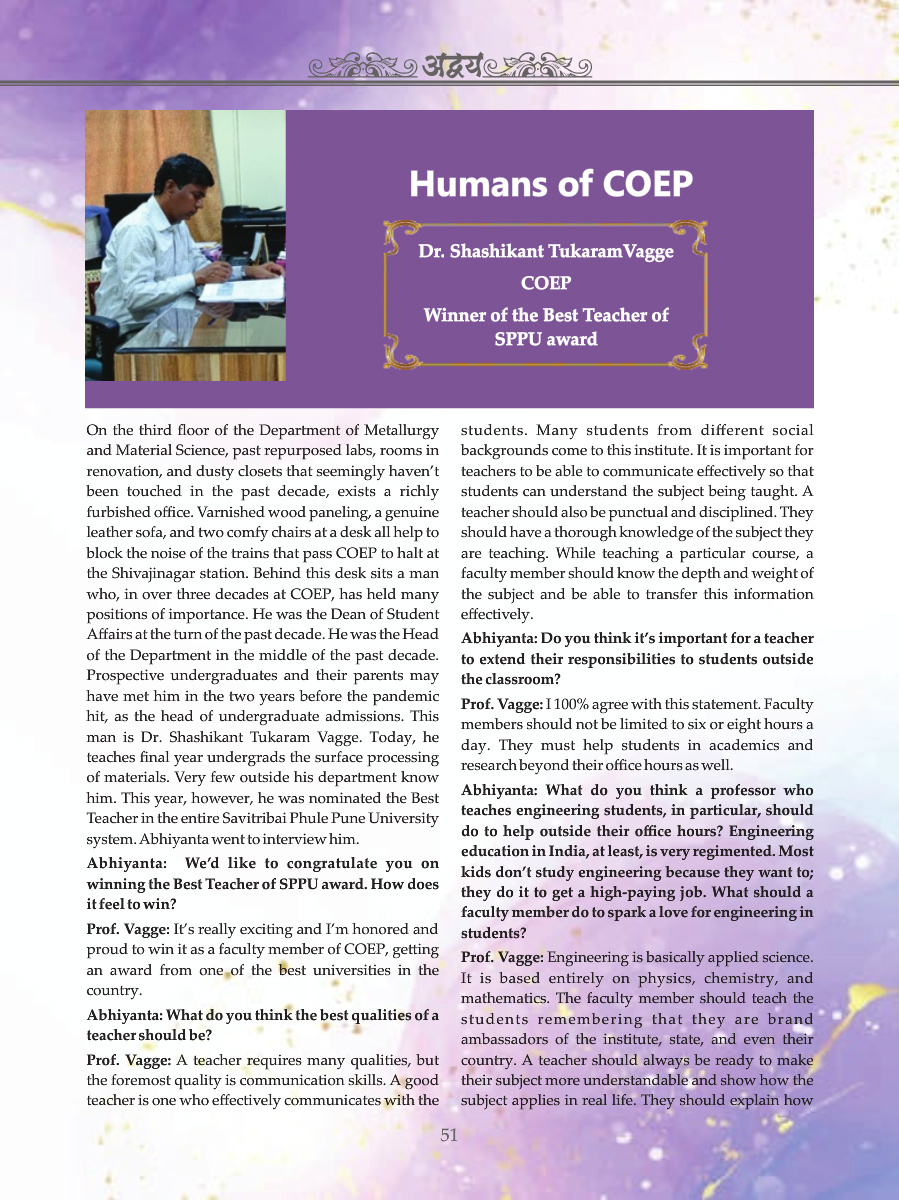 अद्वय
Humans of COEP
Dr. Shashikant TukaramVagge
COEP
Winner of the Best Teacher of
SPPU award
On the third floor of the Department of Metallurgy
and Material Science, past repurposed labs, rooms in
renovation, and dusty closets that seemingly haven't
been touched in the past decade, exists a richly
furbished office. Varnished wood paneling, a genuine
leather sofa, and two comfy chairs at a desk all help to
block the noise of the trains that pass COEP to halt at
the Shivajinagar station. Behind this desk sits a man
who, in over three decades at COEP, has held many
positions of importance. He was the Dean of Student
Affairs at the turn of the past decade. He was the Head
of the Department in the middle of the past decade.
Prospective undergraduates and their parents may
have met him in the two years before the pandemic
hit, as the head of undergraduate admissions. This
man is Dr. Shashikant Tukaram Vagge. Today, he
teaches final year undergrads the surface processing
of materials. Very few outside his department know
him. This year, however, he was nominated the Best
Teacher in the entire Savitribai Phule Pune University
system. Abhiyanta went to interview him.
Abhiyanta: We'd like to congratulate you on
winning the Best Teacher of SPPU award. How does
it feel to win?
Prof. Vagge: It's really exciting and I'm honored and
proud to win it as a faculty member of COEP, getting
an award from one of the best universities in the
country.
Abhiyanta: What do you think the best qualities of a
teacher should be?
Prof. Vagge: A teacher requires many qualities, but
the foremost quality is communication skills. A good
teacher is one who effectively communicates with the
students. Many students from different social
backgrounds come to this institute. It is important for
teachers to be able to communicate effectively so that
students can understand the subject being taught. A
teacher should also be punctual and disciplined. They
should have a thorough knowledge of the subject they
are teaching. While teaching a particular course, a
faculty member should know the depth and weight of
the subject and be able to transfer this information
effectively.
Abhiyanta: Do you think it's important for a teacher
to extend their responsibilities to students outside
the classroom?
Prof. Vagge: I 100% agree with this statement. Faculty
members should not be limited to six or eight hours a
day. They must help students in academics and
research beyond their office hours as well.
Abhiyanta: What do you think a professor who
teaches engineering students, in particular, should
do to help outside their office hours? Engineering
education in India, at least, is very regimented. Most
kids don't study engineering because they want to;
they do it to get a high-paying job. What should a
faculty member do to spark a love for engineering in
students?
Prof. Vagge: Engineering is basically applied science.
It is based entirely on physics, chemistry, and
mathematics. The faculty member should teach the
students remembering that they are brand
ambassadors of the institute, state, and even their
country. A teacher should always be ready to make
their subject more understandable and show how the
subject applies in real life. They should explain how
51